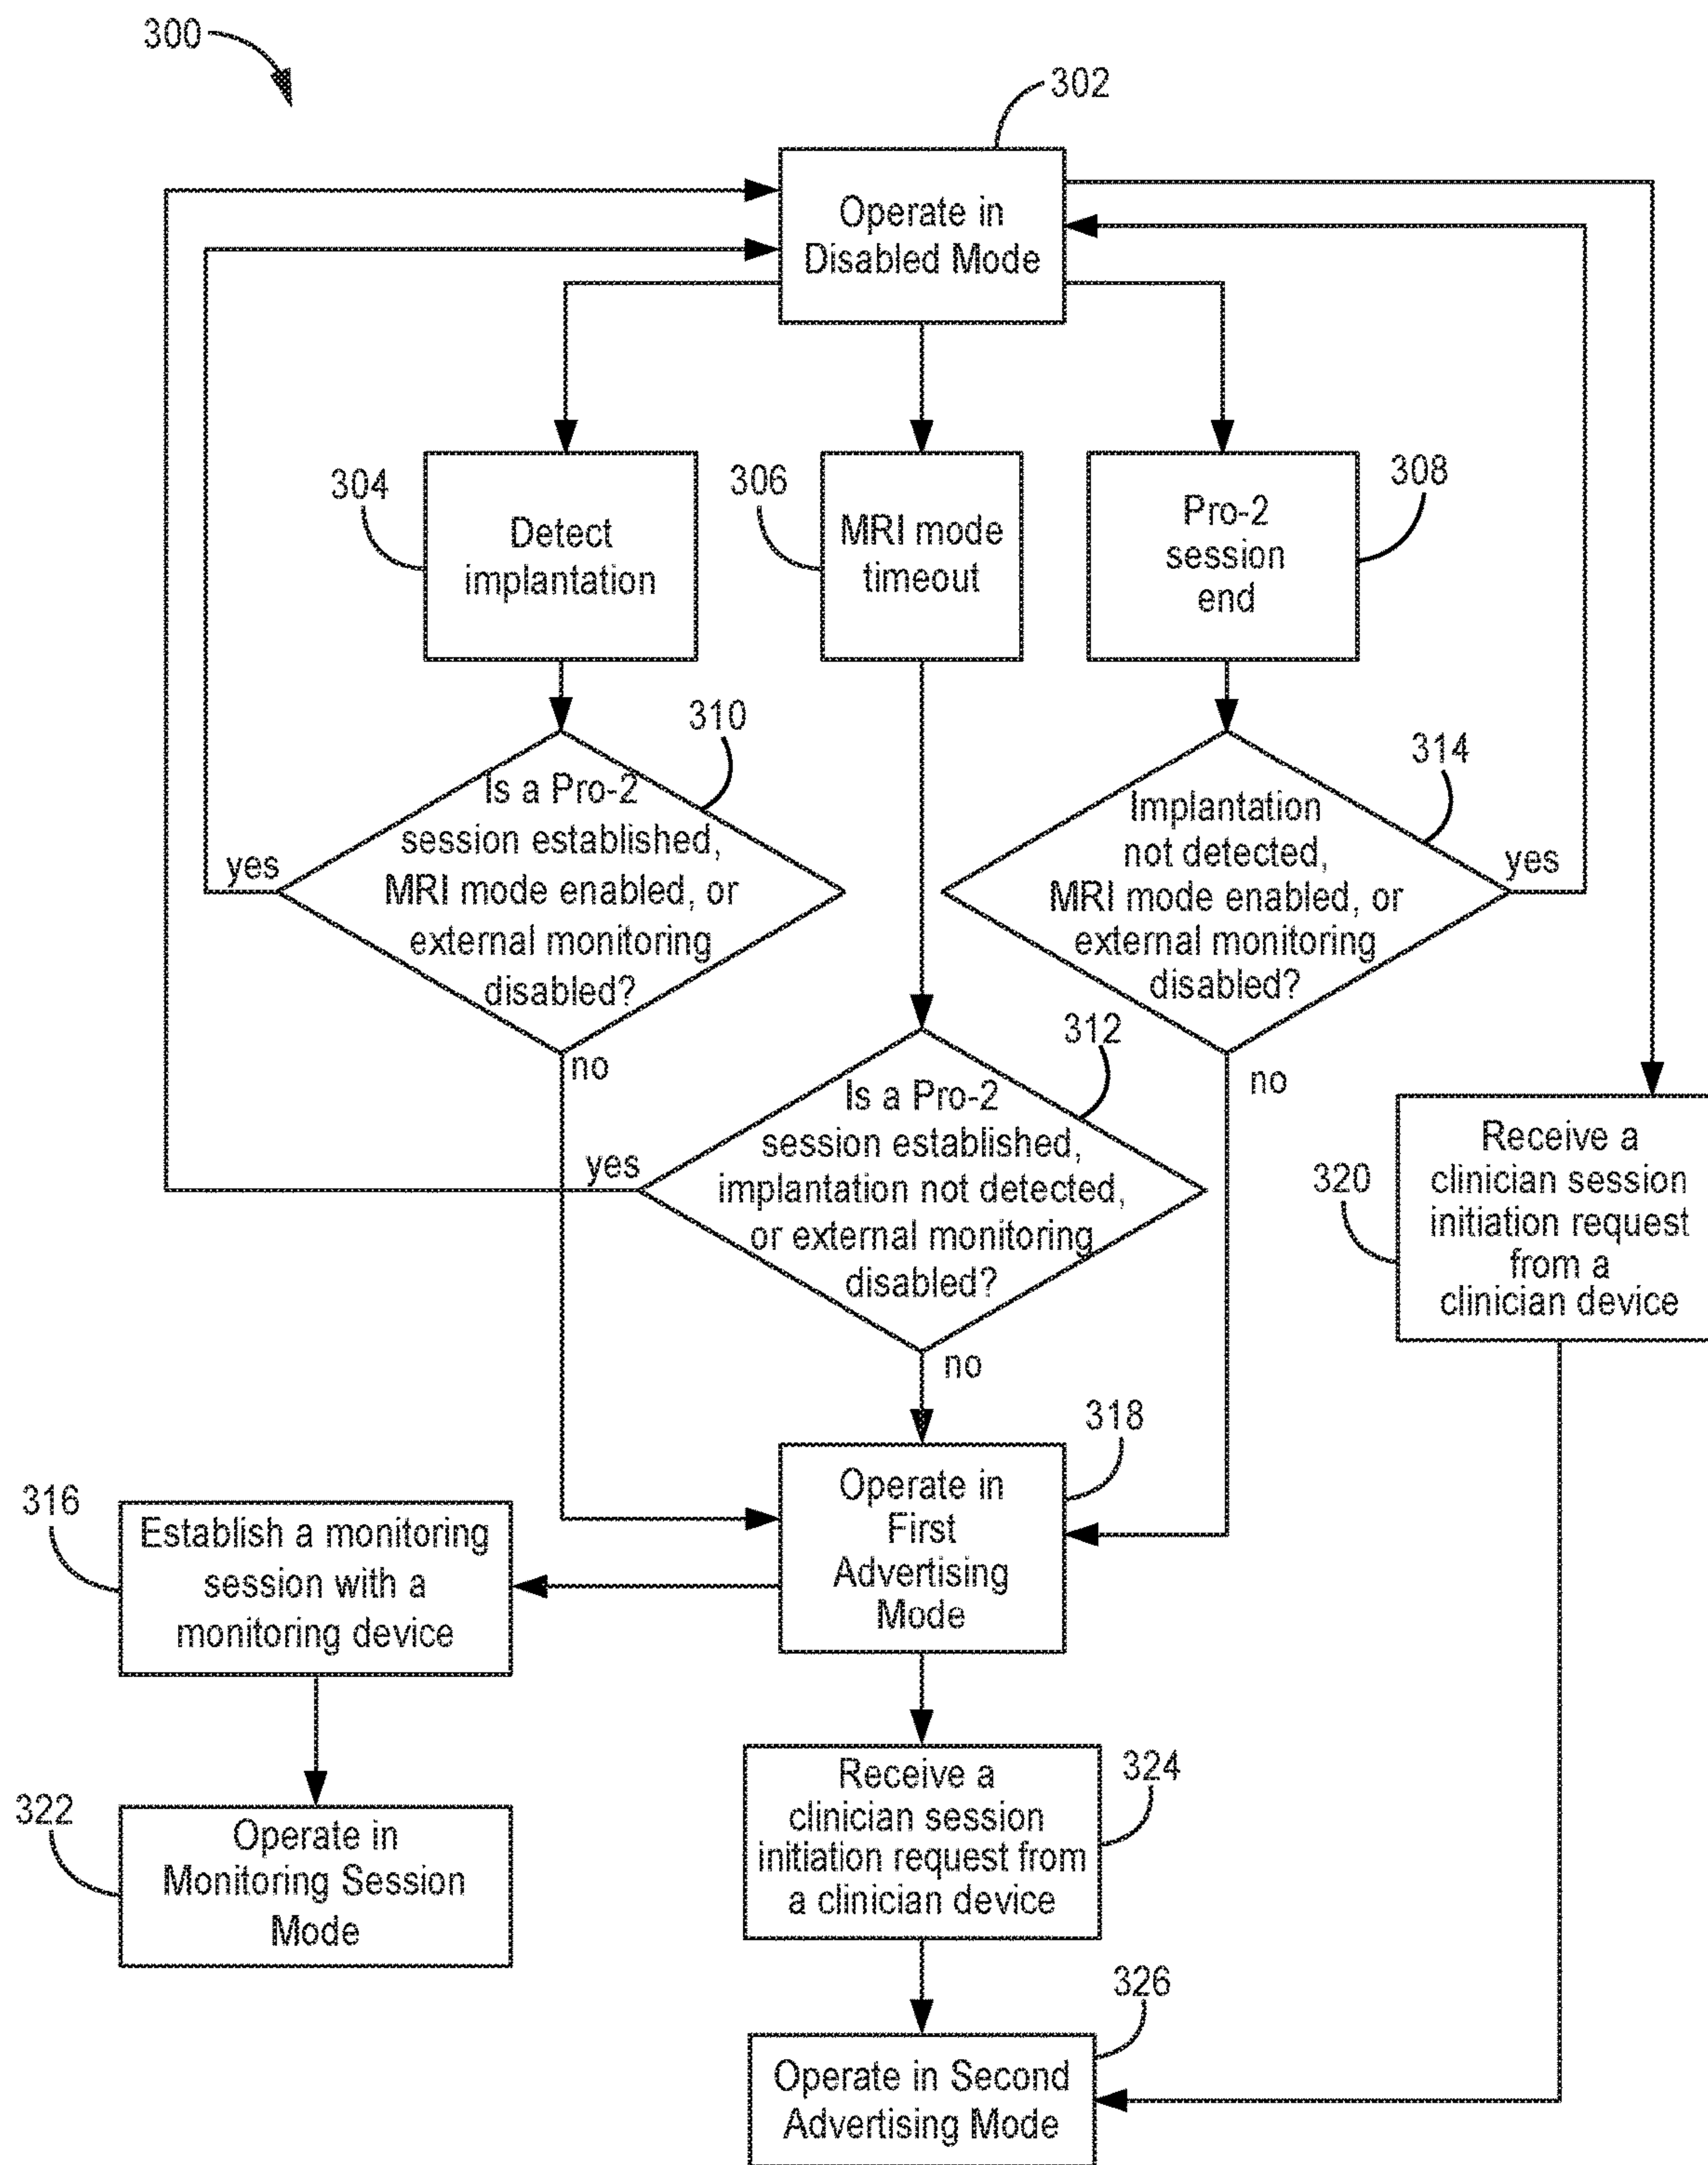 300
302
Operate in
Disabled Mode
304
Detect
implantation
306
MRI mode
timeout
308
Pro-2
session
end
310
Is a Pro-2
session established,
MRI mode enabled, or
external monitoring
disabled?
yes
no
314
Implantation
not detected,
MRI mode enabled, or
external monitoring
disabled?
yes
no
312
Is a Pro-2
session established,
implantation not detected,
or external monitoring
disabled?
yes
no
320
Receive a
clinician session
initiation request
from a
clinician device
318
Operate in
First
Advertising
Mode
316
Establish a monitoring
session with a
monitoring device
322
Operate in
Monitoring Session
Mode
324
Receive a
clinician session
initiation request from
a clinician device
326
Operate in Second
Advertising Mode